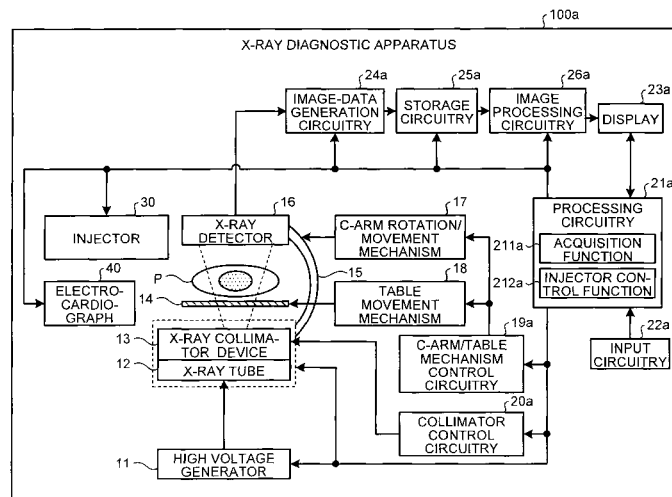 100a
X-RAY DIAGNOSTIC APPARATUS
24a
25a
26a
23a
IMAGE-DATA
GENERATION
CIRCUITRY
STORAGE
CIRCUITRY
IMAGE
PROCESSING
CIRCUITRY
DISPLAY
30
INJECTOR
16
X-RAY
DETECTOR
17
C-ARM ROTATION/
MOVEMENT
MECHANISM
21a
PROCESSING
CIRCUITRY
211a
ACQUISITION
FUNCTION
212a
INJECTOR CON-
TROL FUNCTION
40
ELECTRO-
CARDIO-
GRAPH
P
14
15
18
TABLE
MOVEMENT
MECHANISM
13
X-RAY COLLIMA-
TOR DEVICE
12
X-RAY TUBE
19a
C-ARM/TABLE
MECHANISM
CONTROL
CIRCUITRY
22a
INPUT
CIRCUITRY
20a
COLLIMATOR
CONTROL
CIRCUITRY
11
HIGH VOLTAGE
GENERATOR